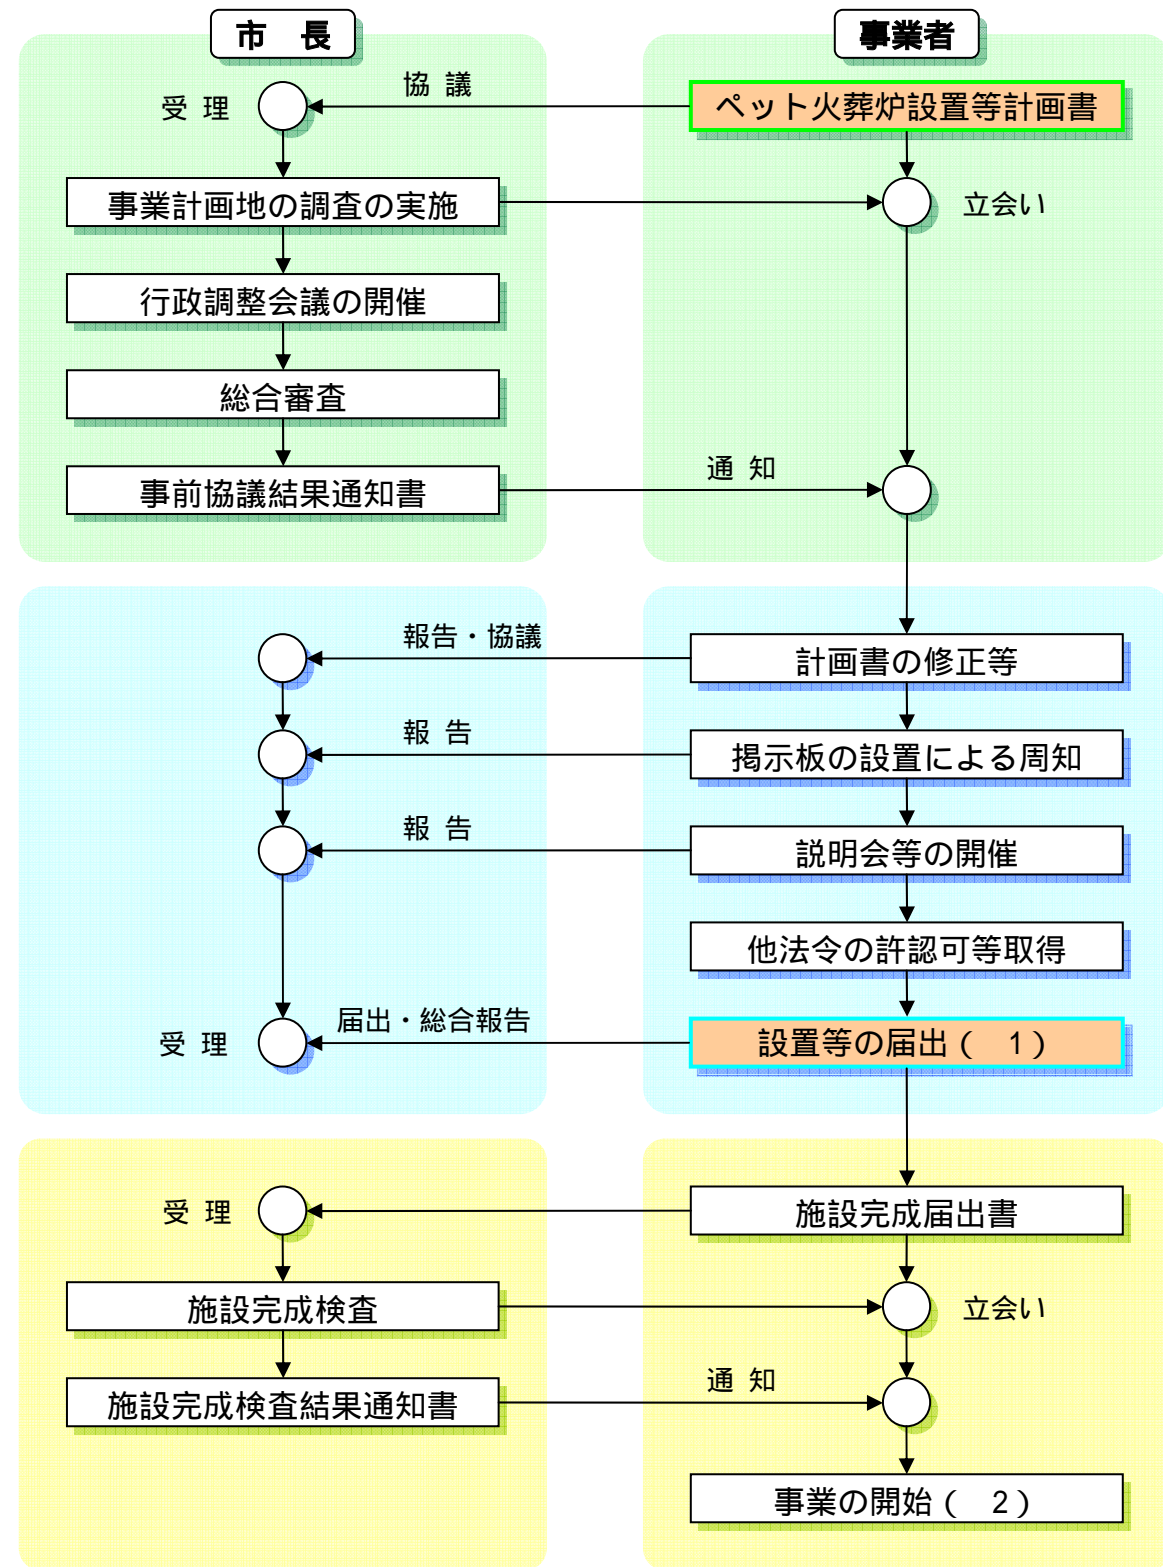 市　長
事業者
協 議
受 理
ペット火葬炉設置等計画書
事業計画地の調査の実施
立会い
行政調整会議の開催
総合審査
事前協議結果通知書
通 知
報告・協議
計画書の修正等
報 告
掲示板の設置による周知
報 告
説明会等の開催
他法令の許認可等取得
受 理
届出・総合報告
設置等の届出（　1）
受 理
施設完成届出書
施設完成検査
立会い
施設完成検査結果通知書
通 知
事業の開始（　2）